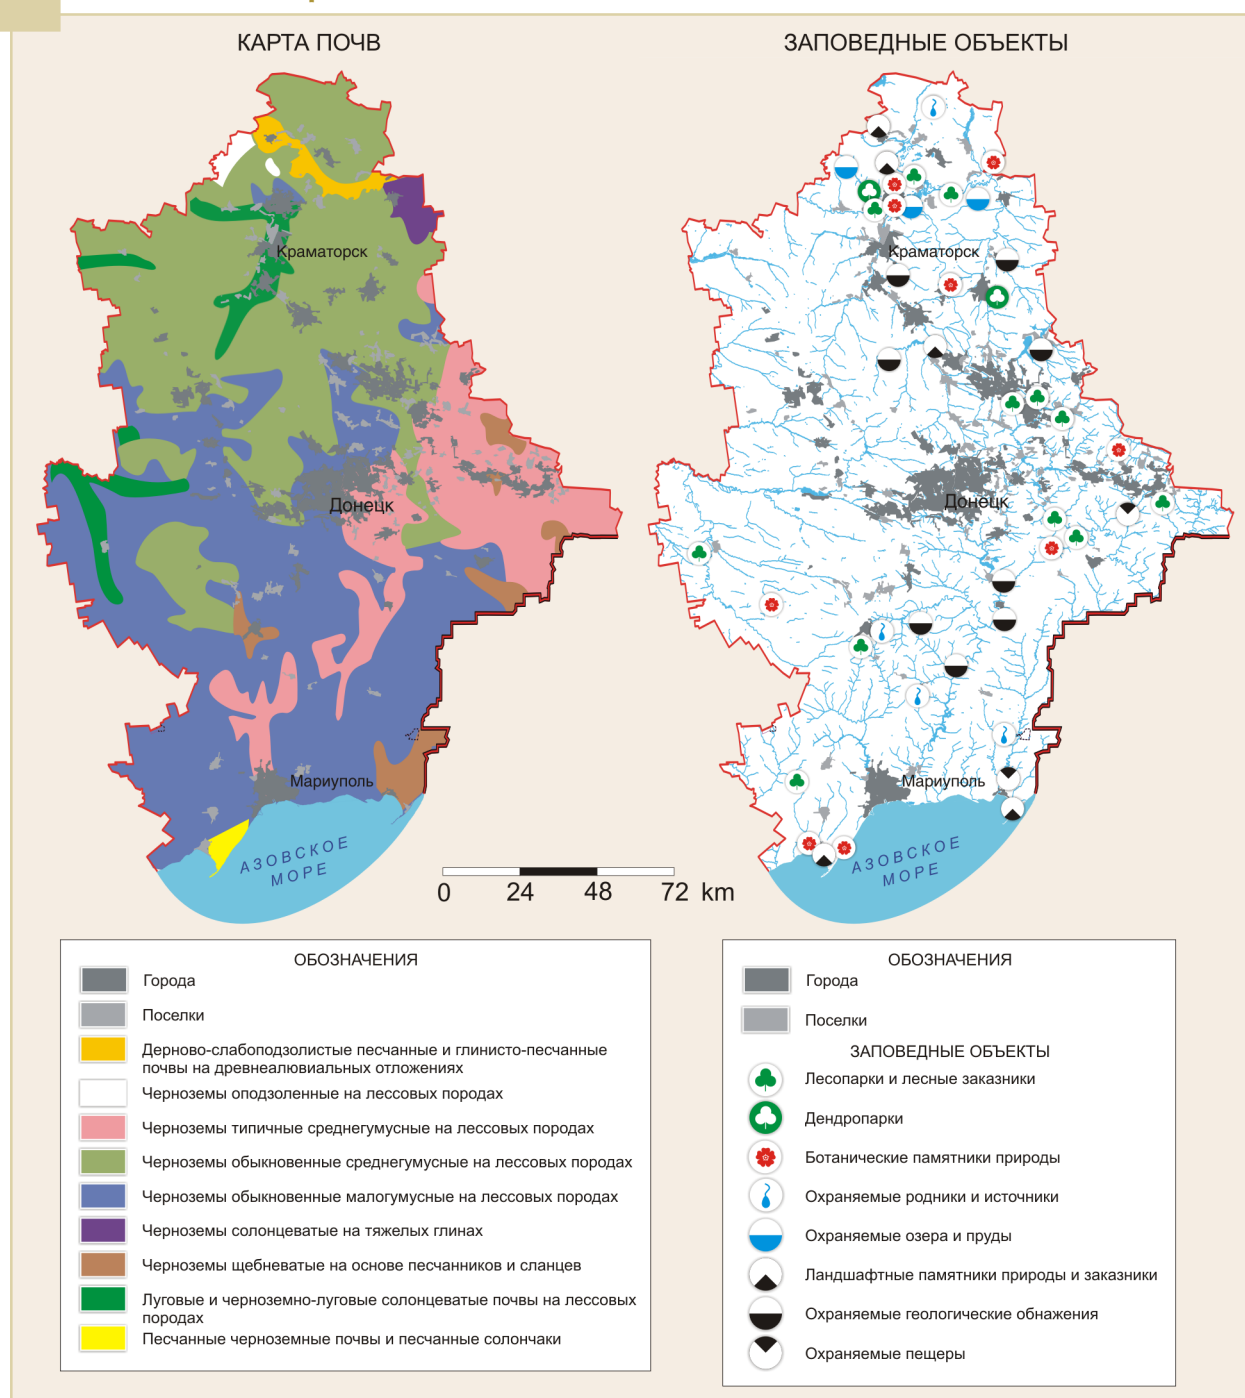 КАРТА ПОЧВ
Краматорск
Донецк
Мариуполь
АЗОВСКОЕ
МОРЕ
ЗАПОВЕДНЫЕ ОБЪЕКТЫ
Краматорск
Донецк
Мариуполь
АЗОВСКОЕ
МОРЕ
0 24 48 72 km
ОБОЗНАЧЕНИЯ
Города
Поселки
Дерново-слабоподзолистые песчанные и глинисто-песчанные
почвы на древнеалювиальных отложениях
Черноземы оподзоленные на лессовых породах
Черноземы типичные среднегумусные на лессовых породах
Черноземы обыкновенные среднегумусные на лессовых породах
Черноземы обыкновенные малогумусные на лессовых породах
Черноземы солонцеватые на тяжелых глинах
Черноземы щебневатые на основе песчанников и сланцев
Луговые и черноземно-луговые солонцеватые почвы на лессовых
породах
Песчанные черноземные почвы и песчанные солончаки
ОБОЗНАЧЕНИЯ
Города
Поселки
ЗАПОВЕДНЫЕ ОБЪЕКТЫ
Лесопарки и лесные заказники
Дендропарки
Ботанические памятники природы
Охраняемые родники и источники
Охраняемые озера и пруды
Ландшафтные памятники природы и заказники
Охраняемые геологические обнажения
Охраняемые пещеры